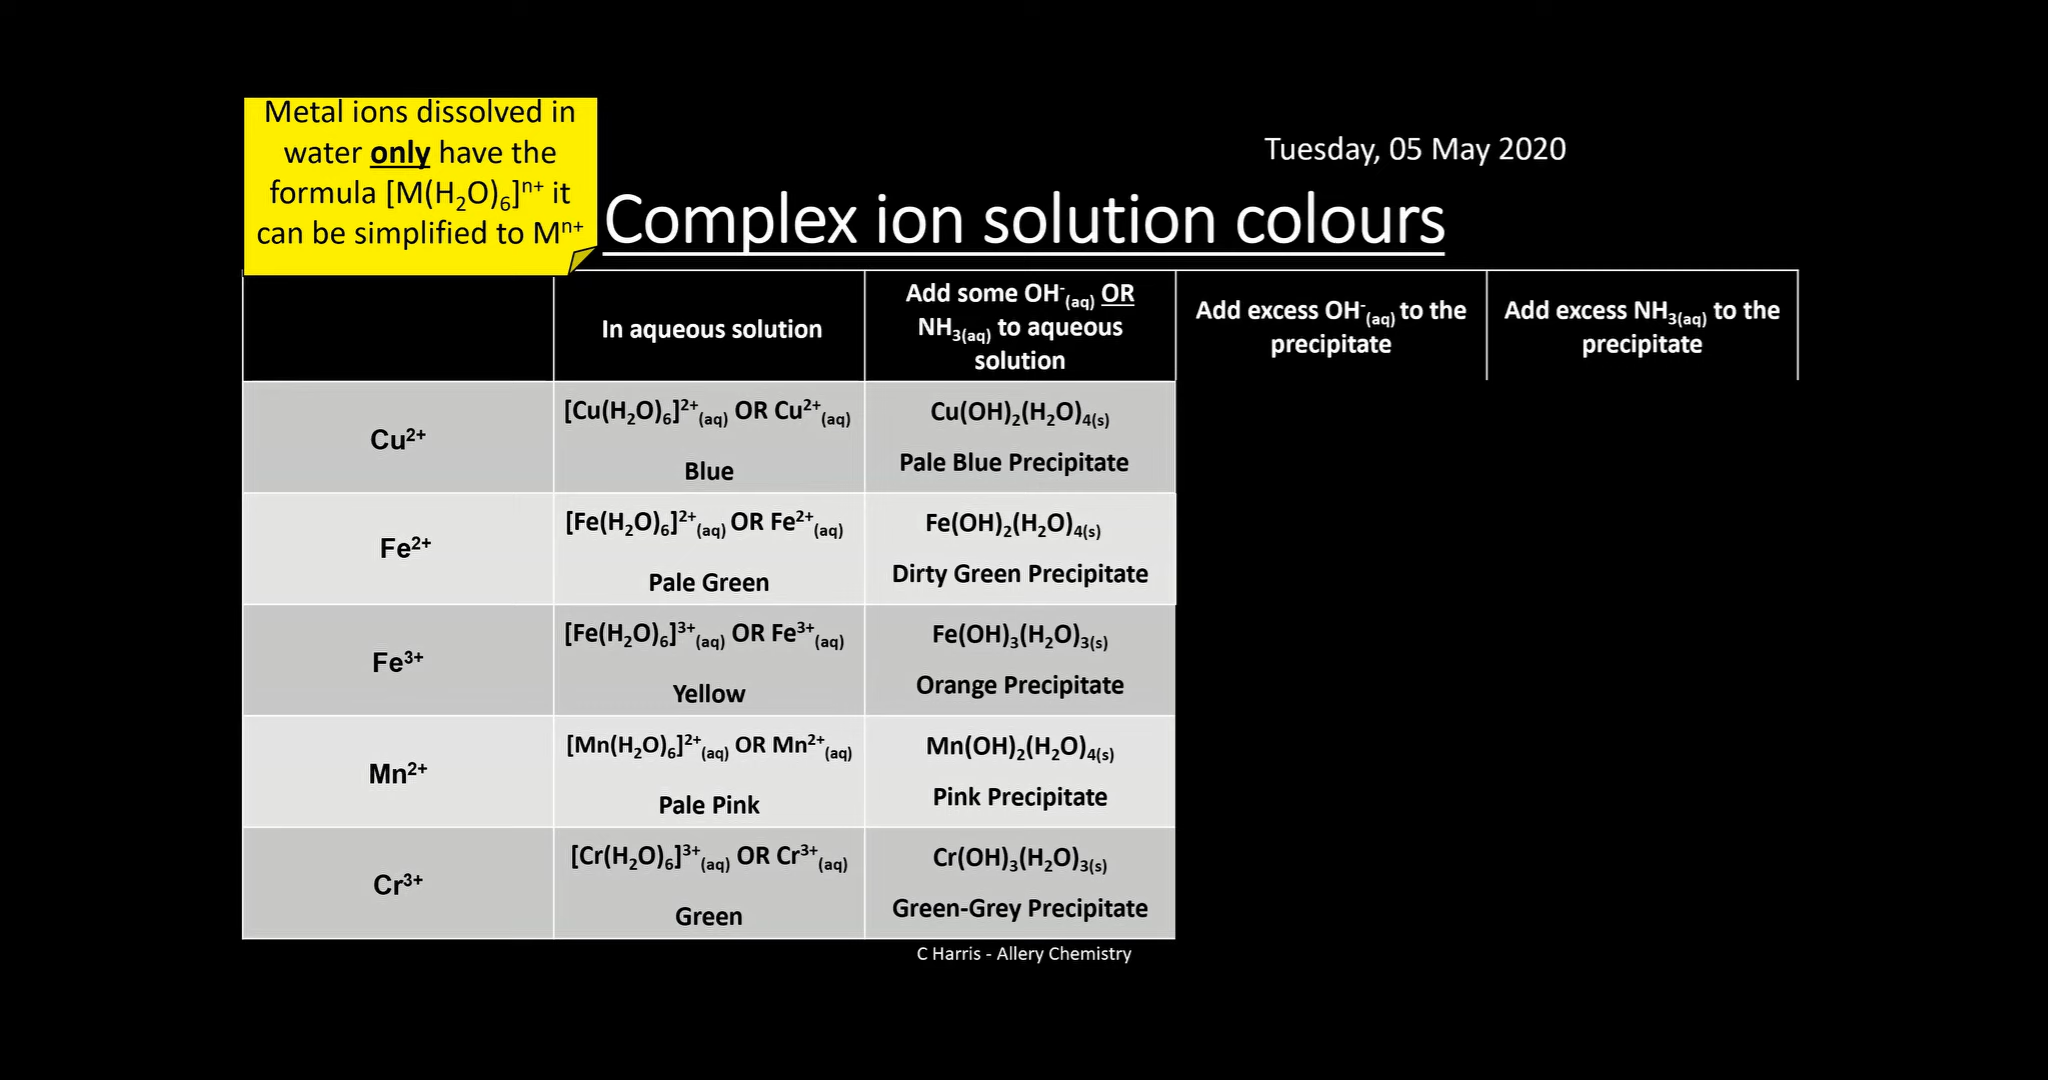 Metal ions dissolved in
water only have the
formula [M(H₂O)₆]ⁿ⁺ it
can be simplified to Mⁿ⁺
Tuesday, 05 May 2020
Complex ion solution colours
In aqueous solution
Add some OH⁻(aq) OR
NH₃(aq) to aqueous
solution
Add excess OH⁻(aq) to the
precipitate
Add excess NH₃(aq) to the
precipitate
Cu²⁺
[Cu(H₂O)₆]²⁺(aq) OR Cu²⁺(aq)
Blue
Cu(OH)₂(H₂O)₄(s)
Pale Blue Precipitate
Fe²⁺
[Fe(H₂O)₆]²⁺(aq) OR Fe²⁺(aq)
Pale Green
Fe(OH)₂(H₂O)₄(s)
Dirty Green Precipitate
Fe³⁺
[Fe(H₂O)₆]³⁺(aq) OR Fe³⁺(aq)
Yellow
Fe(OH)₃(H₂O)₃(s)
Orange Precipitate
Mn²⁺
[Mn(H₂O)₆]²⁺(aq) OR Mn²⁺(aq)
Pale Pink
Mn(OH)₂(H₂O)₄(s)
Pink Precipitate
Cr³⁺
[Cr(H₂O)₆]³⁺(aq) OR Cr³⁺(aq)
Green
Cr(OH)₃(H₂O)₃(s)
Green-Grey Precipitate
C Harris - Allery Chemistry